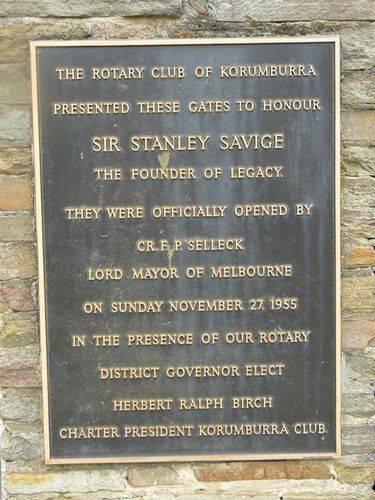 THE ROTARY CLUB OF KORUMBURRA
PRESENTED THESE GATES TO HONOUR
SIR STANLEY SAVIGE
THE FOUNDER OF LEGACY.
THEY WERE OFFICIALLY OPENED BY
CR. F. P. SELLECK
LORD MAYOR OF MELBOURNE
ON SUNDAY NOVEMBER 27, 1955
IN THE PRESENCE OF OUR ROTARY
DISTRICT GOVERNOR ELECT
HERBERT RALPH BIRCH
CHARTER PRESIDENT KORUMBURRA CLUB.